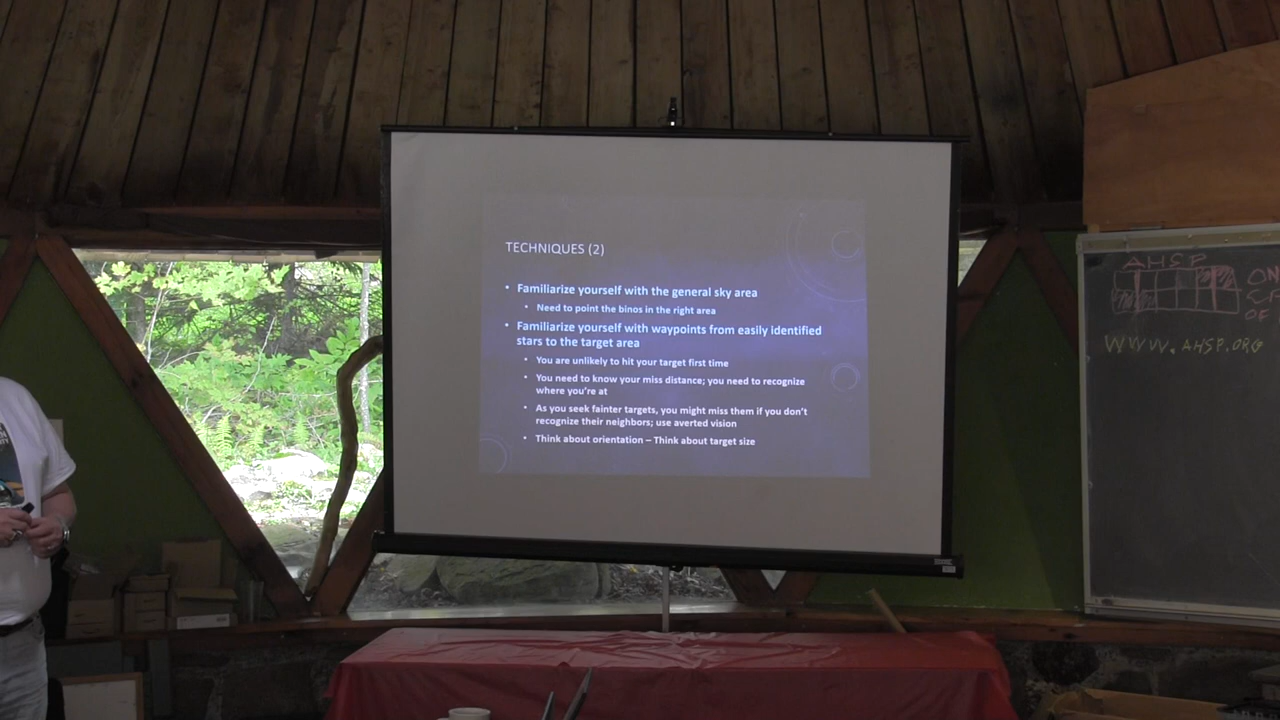 TECHNIQUES (2)
• Familiarize yourself with the general sky area
• Need to point the binos in the right area
• Familiarize yourself with waypoints from easily identified
stars to the target area
• You are unlikely to hit your target first time
• You need to know your miss distance; you need to recognize
where you're at
• As you seek fainter targets, you might miss them if you don't
recognize their neighbors; use averted vision
• Think about orientation – Think about target size
AHSP
OF
WWW.AHSP.ORG